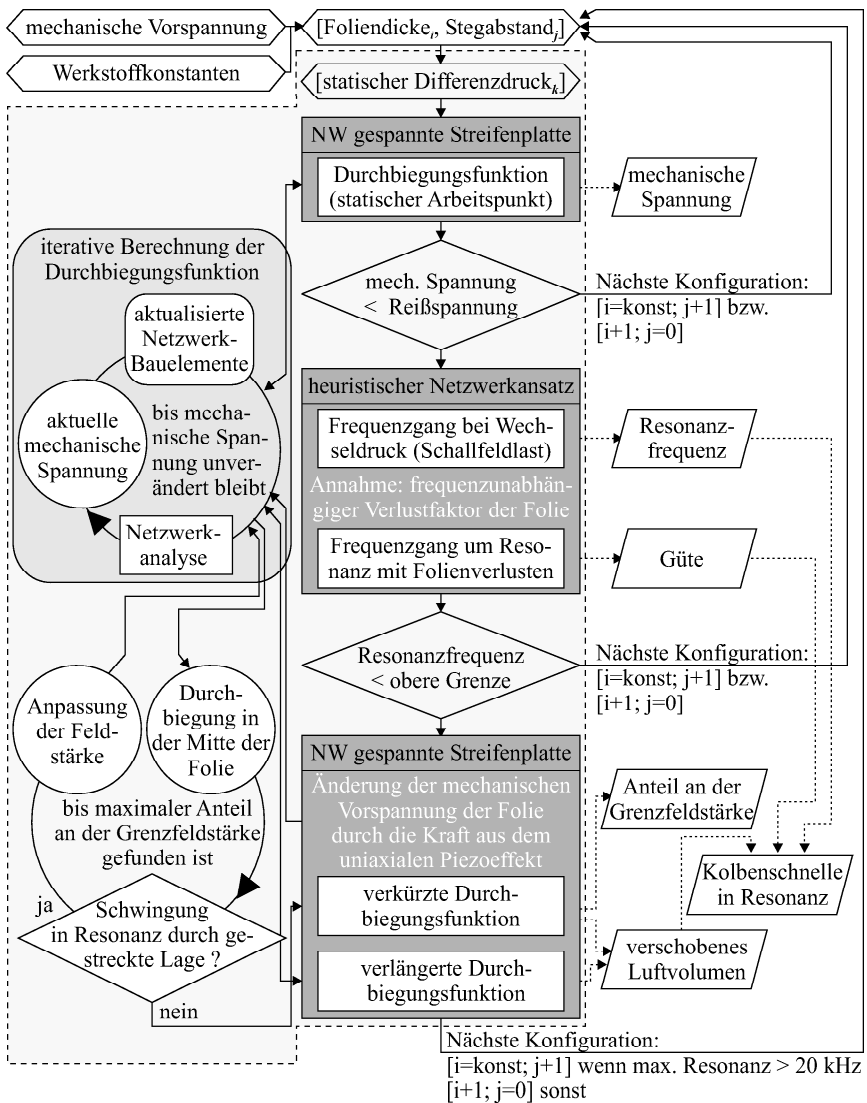 mechanische Vorspannung
[Foliendickeᵢ, Stegabstandⱼ]
Werkstoffkonstanten
[statischer Differenzdruckₖ]
NW gespannte Streifenplatte
Durchbiegungsfunktion
(statischer Arbeitspunkt)
mechanische
Spannung
iterative Berechnung der
Durchbiegungsfunktion
mech. Spannung
< Reißspannung
Nächste Konfiguration:
[i=konst; j+1] bzw.
[i+1; j=0]
aktualisierte
Netzwerk-
Bauelemente
aktuelle
mechanische
Spannung
bis mecha-
nische Span-
nung unver-
ändert bleibt
Netzwerk-
analyse
heuristischer Netzwerkansatz
Frequenzgang bei Wech-
seldruck (Schallfeldlast)
Resonanz-
frequenz
Annahme: frequenzunabhän-
giger Verlustfaktor der Folie
Frequenzgang um Reso-
nanz mit Folienverlusten
Güte
Resonanzfrequenz
< obere Grenze
Nächste Konfiguration:
[i=konst; j+1] bzw.
[i+1; j=0]
Anpassung
der Feld-
stärke
Durch-
biegung in
der Mitte der
Folie
bis maximaler Anteil
an der Grenzfeldstärke
gefunden ist
ja
Schwingung
in Resonanz durch ge-
streckte Lage ?
nein
NW gespannte Streifenplatte
Änderung der mechanischen
Vorspannung der Folie
durch die Kraft aus dem
uniaxialen Piezoeffekt
verkürzte Durch-
biegungsfunktion
verlängerte Durch-
biegungsfunktion
Anteil an der
Grenzfeldstärke
Kolbenschnelle
in Resonanz
verschobenes
Luftvolumen
Nächste Konfiguration:
[i=konst; j+1] wenn max. Resonanz > 20 kHz
[i+1; j=0] sonst